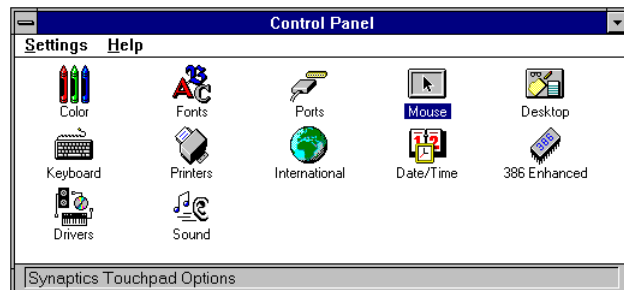 Control Panel
Settings Help
Color Fonts Ports Mouse Desktop
Keyboard Printers International Date/Time 386 Enhanced
Drivers Sound
Synaptics Touchpad Options